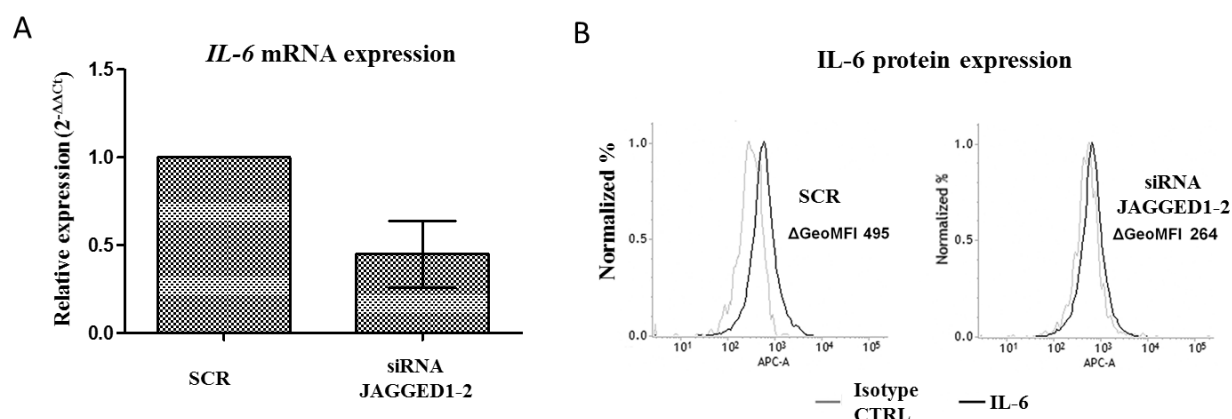 A
IL-6 mRNA expression
Relative expression (2-ΔΔCt)
1.5
1.0
0.5
0.0
SCR
siRNA
JAGGED1-2
B
IL-6 protein expression
Normalized %
1.0
0.5
0.0
10¹ 10² 10³ 10⁴ 10⁵
APC-A
SCR
ΔGeoMFI 495
Normalized %
1.0
0.5
0.0
10¹ 10² 10³ 10⁴ 10⁵
APC-A
siRNA
JAGGED1-2
ΔGeoMFI 264
Isotype
CTRL
IL-6